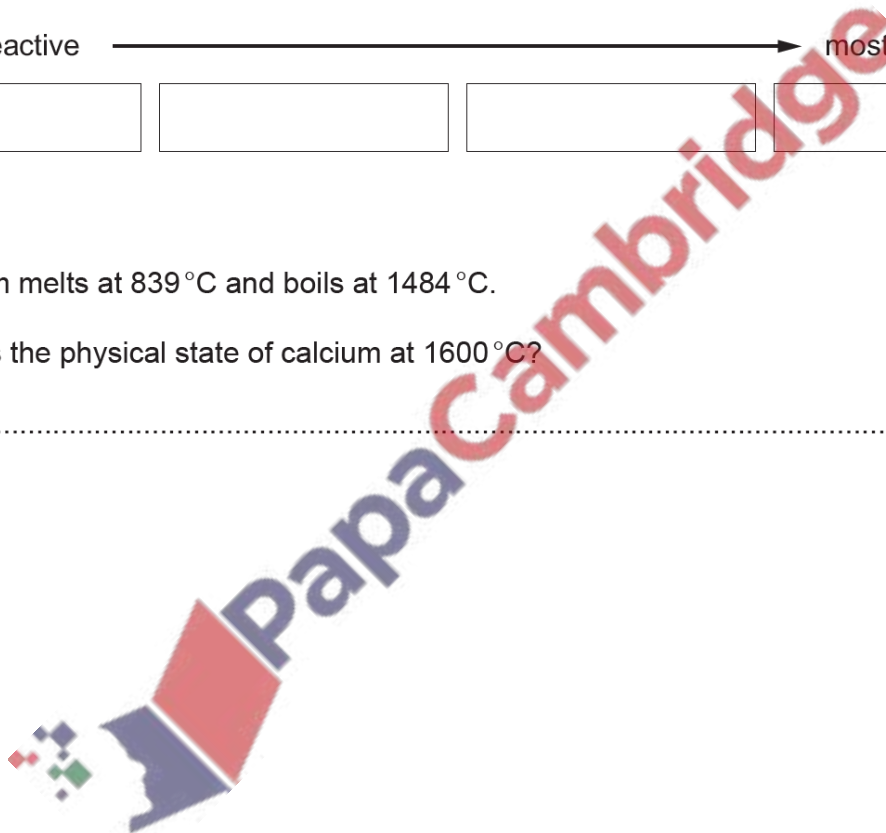 eactive most
n melts at 839 °C and boils at 1484 °C.
s the physical state of calcium at 1600 °C?
PapaCambridge